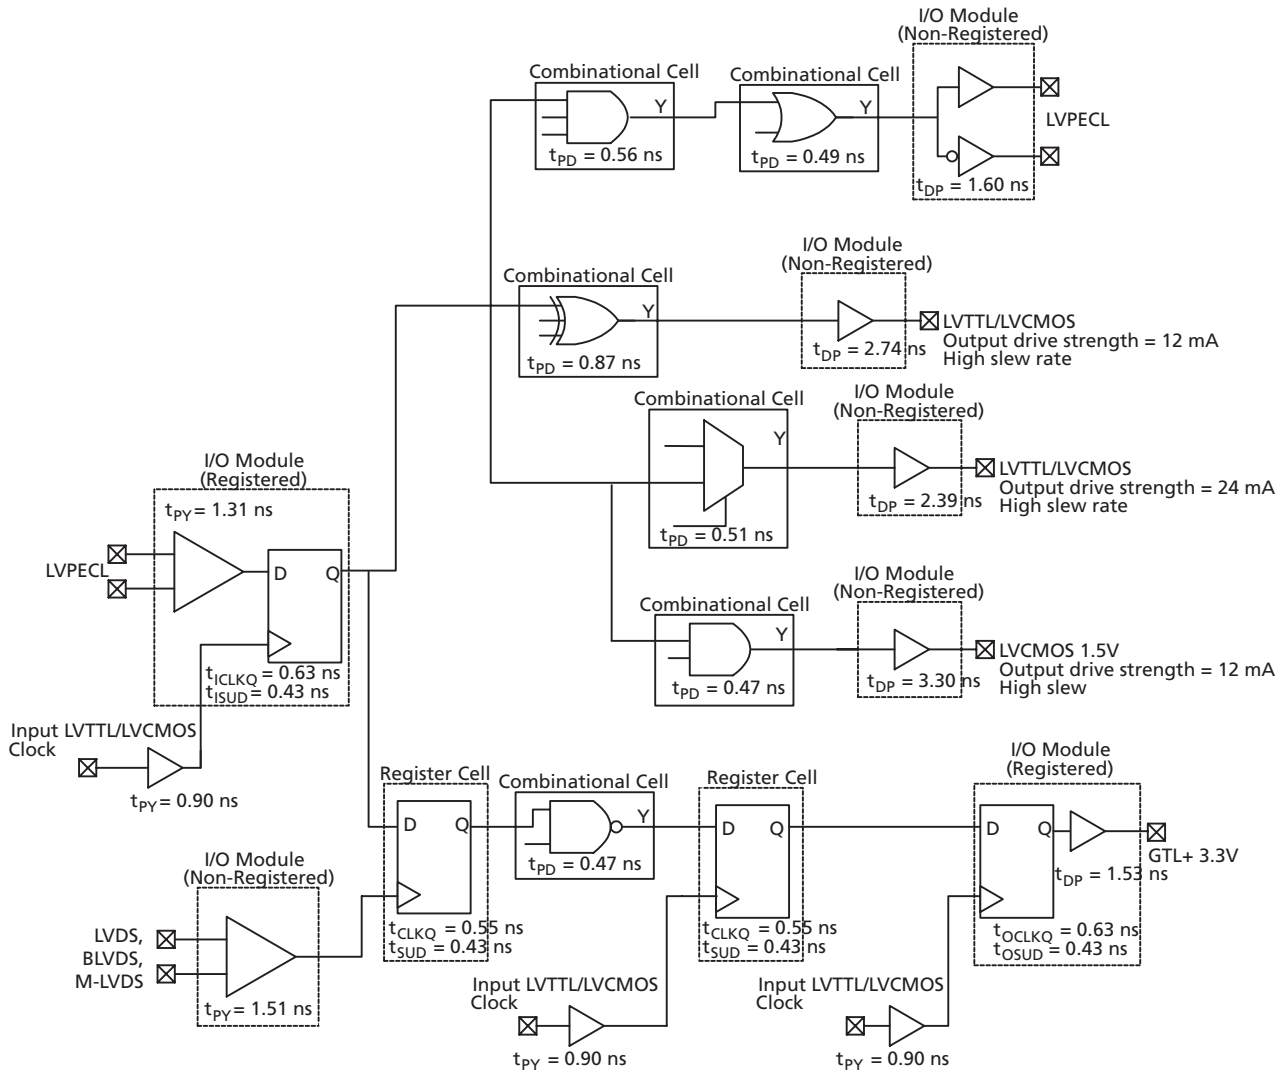 I/O Module
(Non-Registered)
Combinational Cell
Y
tPD = 0.56 ns
Combinational Cell
Y
tPD = 0.49 ns
LVPECL
tDP = 1.60 ns
I/O Module
(Non-Registered)
Combinational Cell
Y
tPD = 0.87 ns
tDP = 2.74 ns
LVTTL/LVCMOS
Output drive strength = 12 mA
High slew rate
Combinational Cell
Y
tPD = 0.51 ns
I/O Module
(Non-Registered)
tDP = 2.39 ns
LVTTL/LVCMOS
Output drive strength = 24 mA
High slew rate
I/O Module
(Registered)
tPY = 1.31 ns
LVPECL
D
Q
tICLKQ = 0.63 ns
tISUD = 0.43 ns
Input LVTTL/LVCMOS
Clock
tPY = 0.90 ns
Combinational Cell
Y
tPD = 0.47 ns
I/O Module
(Non-Registered)
tDP = 3.30 ns
LVCMOS 1.5V
Output drive strength = 12 mA
High slew
I/O Module
(Non-Registered)
LVDS,
BLVDS,
M-LVDS
tPY = 1.51 ns
Register Cell
D
Q
tCLKQ = 0.55 ns
tSUD = 0.43 ns
Combinational Cell
Y
tPD = 0.47 ns
Register Cell
D
Q
tCLKQ = 0.55 ns
tSUD = 0.43 ns
Input LVTTL/LVCMOS
Clock
tPY = 0.90 ns
I/O Module
(Registered)
D
Q
tDP = 1.53 ns
GTL+ 3.3V
tOCLKQ = 0.63 ns
tOSUD = 0.43 ns
Input LVTTL/LVCMOS
Clock
tPY = 0.90 ns